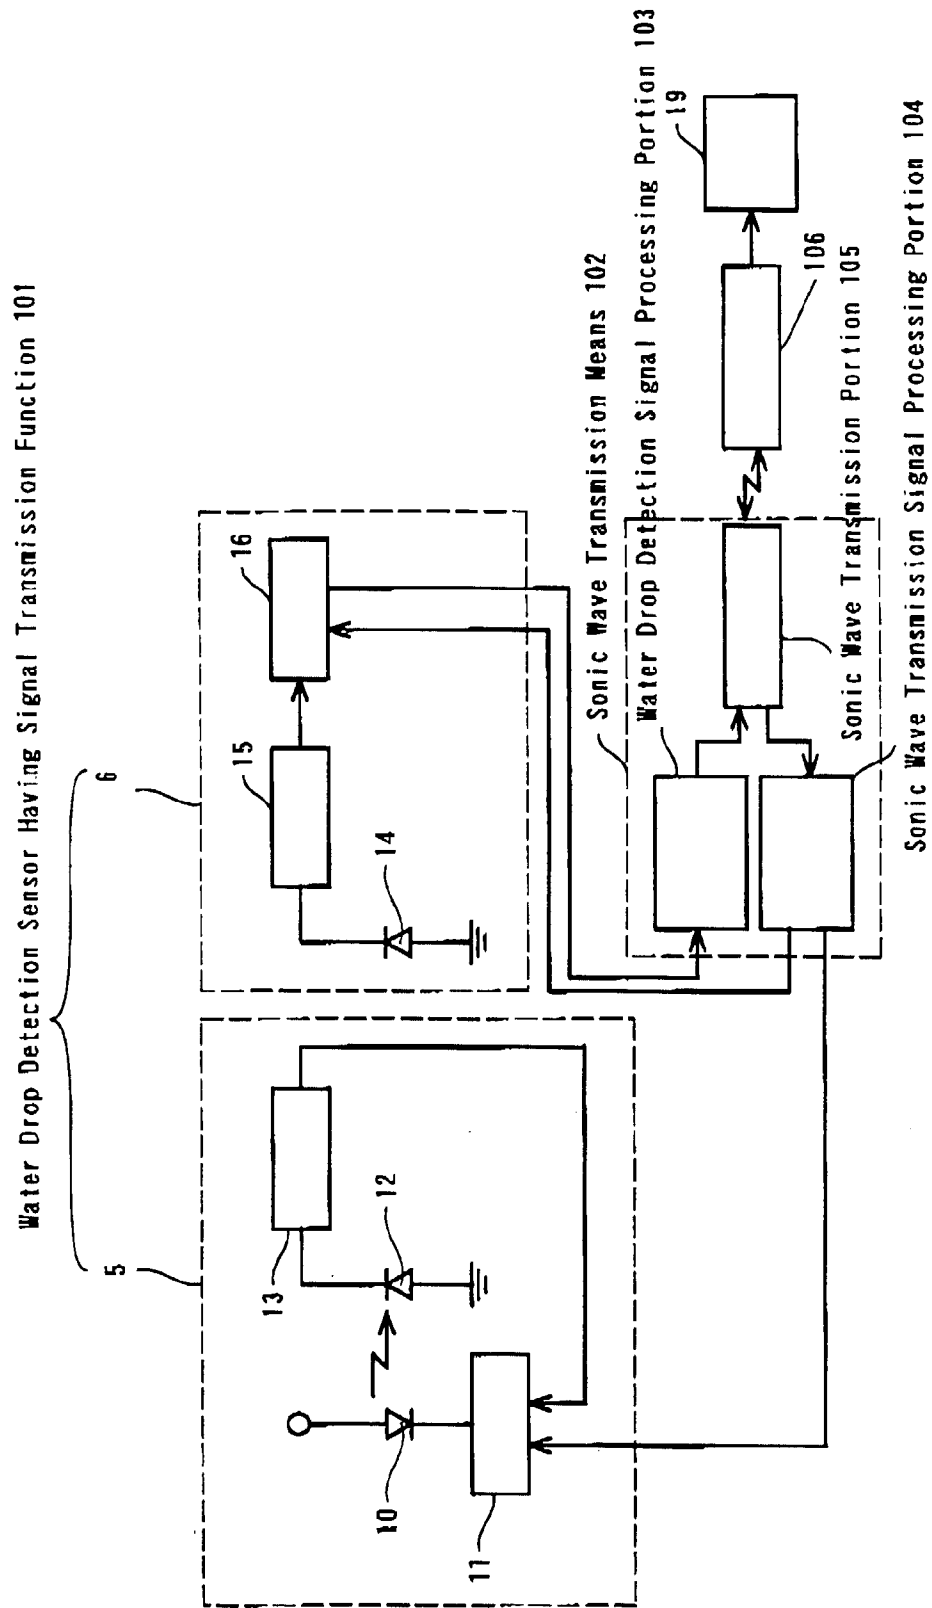 Water Drop Detection Sensor Having Signal Transmission Function 101
5
6
10
11
12
13
14
15
16
Sonic Wave Transmission Means 102
Water Drop Detection Signal Processing Portion 103
19
106
Sonic Wave Transmission Portion 105
Sonic Wave Transmission Signal Processing Portion 104